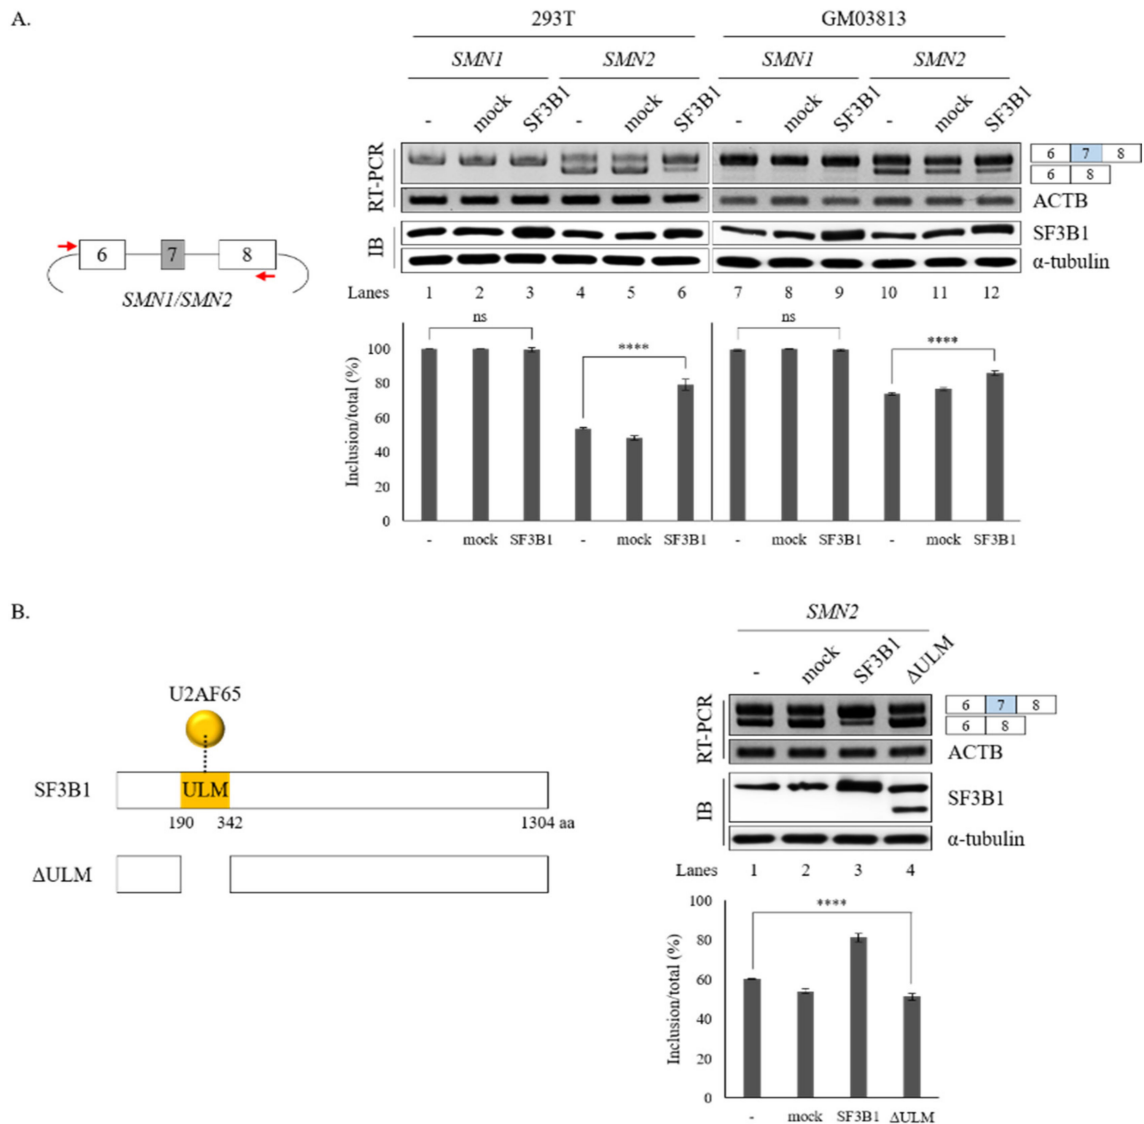 A.
293T GM03813
SMN1 SMN2 SMN1 SMN2
- mock SF3B1 - mock SF3B1 - mock SF3B1 - mock SF3B1
RT-PCR
6 7 8
6 8
ACTB
IB
SF3B1
α-tubulin
6 7 8
SMN1/SMN2
Lanes 1 2 3 4 5 6 7 8 9 10 11 12
ns **** ns ****
Inclusion/total (%)
100
80
60
40
20
0
- mock SF3B1 - mock SF3B1 - mock SF3B1 - mock SF3B1
B.
U2AF65
SF3B1 ULM
190 342 1304 aa
ΔULM
SMN2
- mock SF3B1 ΔULM
RT-PCR
6 7 8
6 8
ACTB
IB
SF3B1
α-tubulin
Lanes 1 2 3 4
****
Inclusion/total (%)
100
80
60
40
20
0
- mock SF3B1 ΔULM